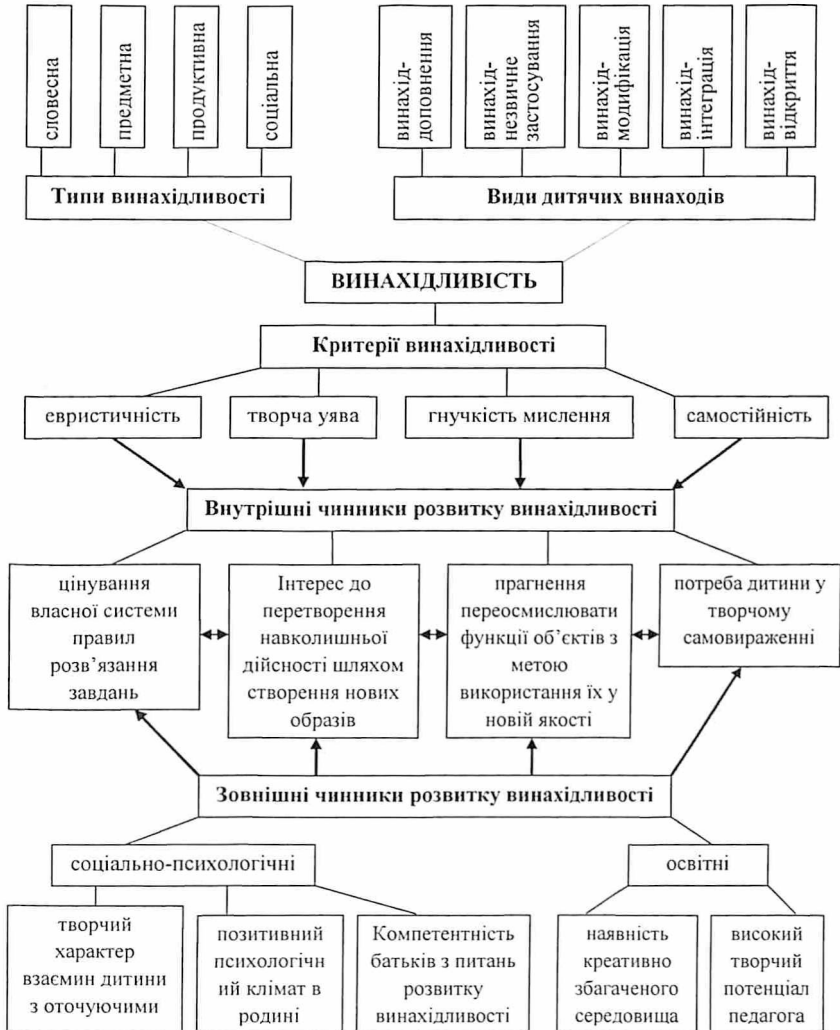 словесна
предметна
продуктивна
соціальна
винахід-
доповнення
винахід-
незвичне
застосування
винахід-
модифікація
винахід-
інтеграція
винахід-
відкриття
Типи винахідливості
Види дитячих винаходів
ВИНАХІДЛИВІСТЬ
Критерії винахідливості
евристичність
творча уява
гнучкість мислення
самостійність
Внутрішні чинники розвитку винахідливості
цінування
власної системи
правил
розв’язання
завдань
Інтерес до
перетворення
навколишньої
дійсності шляхом
створення нових
образів
прагнення
переосмислювати
функції об’єктів з
метою
використання їх у
новій якості
потреба дитини у
творчому
самовираженні
Зовнішні чинники розвитку винахідливості
соціально-психологічні
освітні
творчий
характер
взаємин дитини
з оточуючими
позитивний
психологічн
ий клімат в
родині
Компетентність
батьків з питань
розвитку
винахідливості
наявність
креативно
збагаченого
середовища
високий
творчий
потенціал
педагога